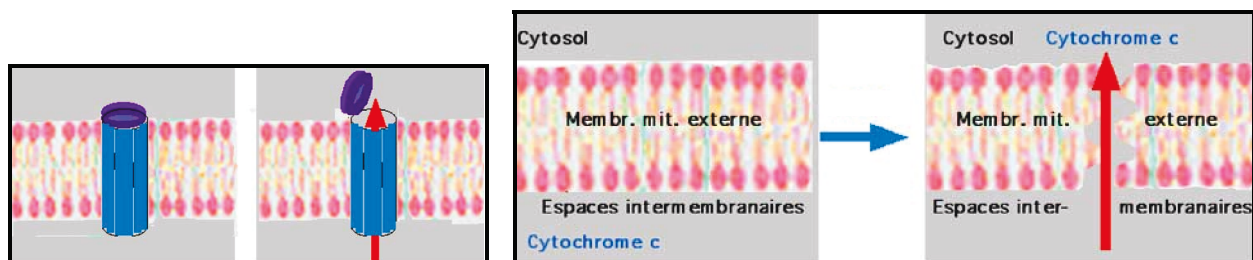 Cytosol
Membr. mit. externe
Espaces intermembranaires
Cytochrome c
Cytosol Cytochrome c
Membr. mit. externe
Espaces inter- membranaires